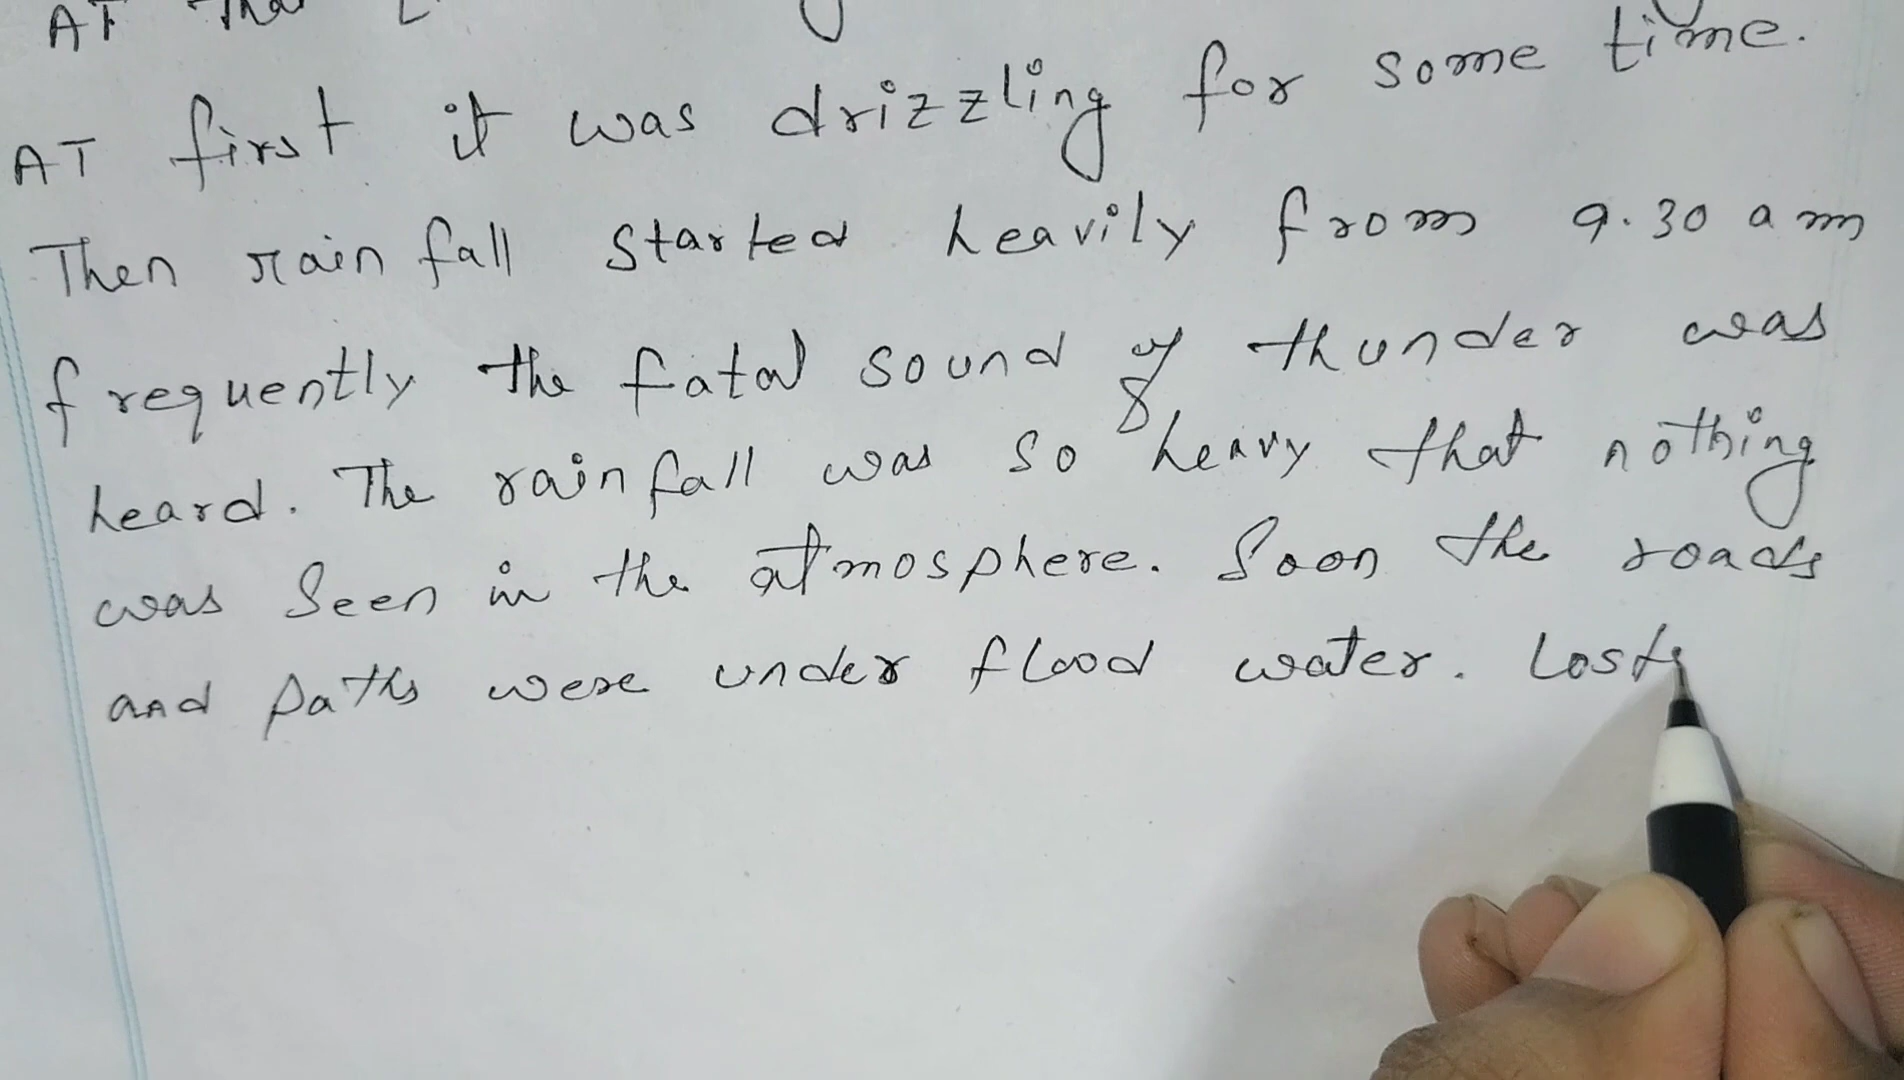 AT
AT first it was drizzling for some time.
Then rain fall started heavily from 9.30 am
frequently the fatal sound of thunder was
heard. The rainfall was so heavy that nothing
was seen in the atmosphere. Soon the roads
and paths were under flood water.